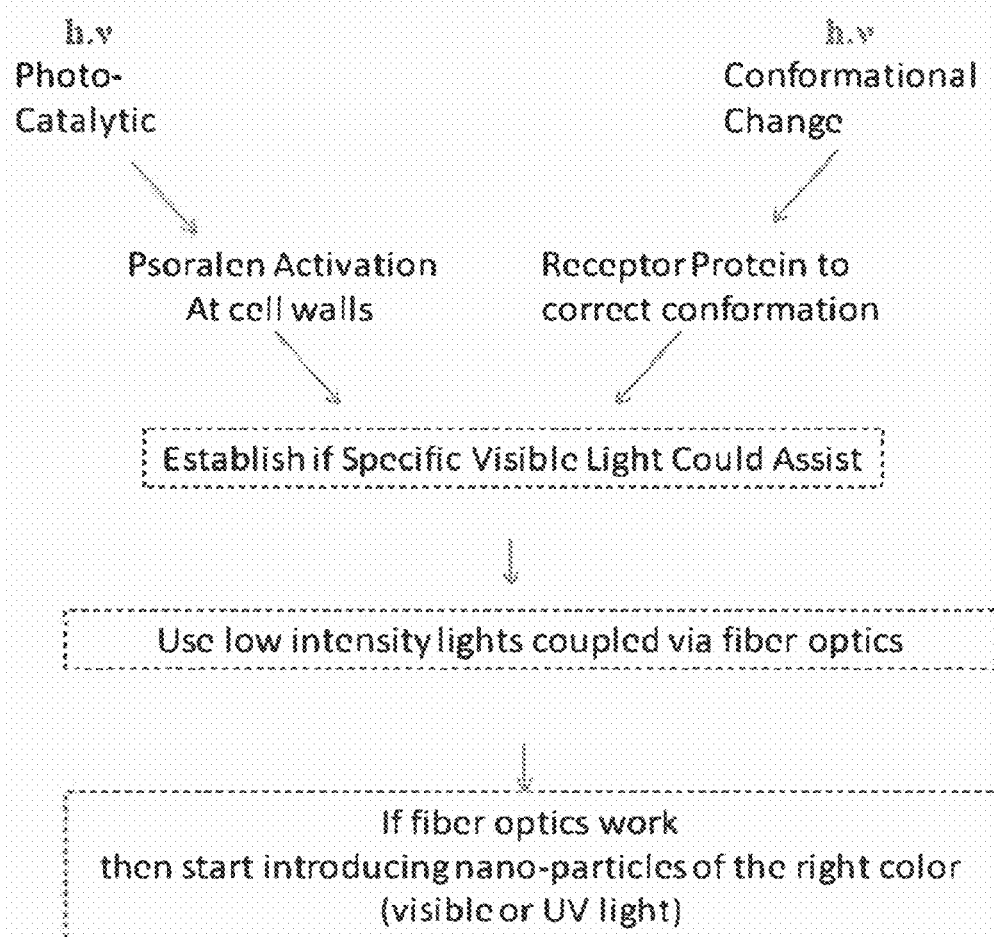 h.ν
Photo-
Catalytic
h.ν
Conformational
Change
Psoralen Activation
At cell walls
Receptor Protein to
correct conformation
Establish if Specific Visible Light Could Assist
Use low intensity lights coupled via fiber optics
If fiber optics work
then start introducing nano-particles of the right color
(visible or UV light)